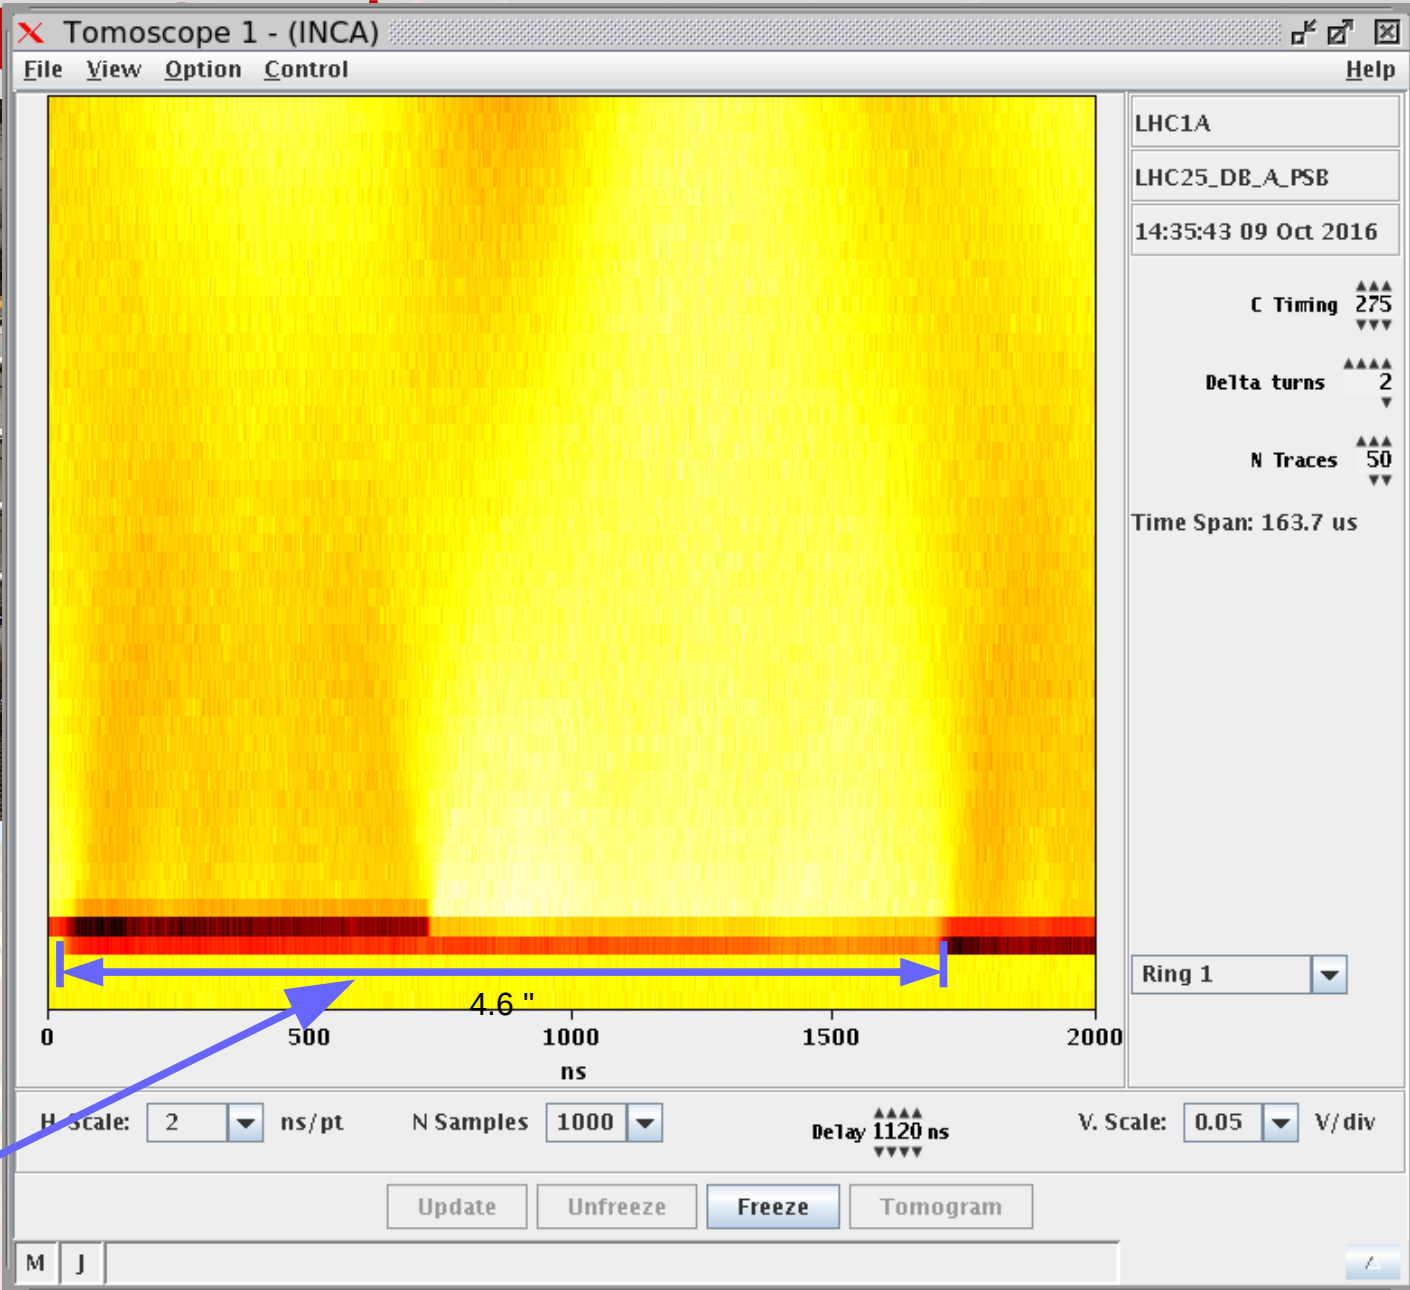 Tomoscope 1 - (INCA)
File View Option Control Help
LHC1A
LHC25_DB_A_PSB
14:35:43 09 Oct 2016
C Timing 275
Delta turns 2
N Traces 50
Time Span: 163.7 us
Ring 1
4.6 "
0 500 1000 1500 2000
ns
H. Scale: 2 ns/pt N Samples 1000 Delay 1120 ns V. Scale: 0.05 V/div
Update Unfreeze Freeze Tomogram
M J